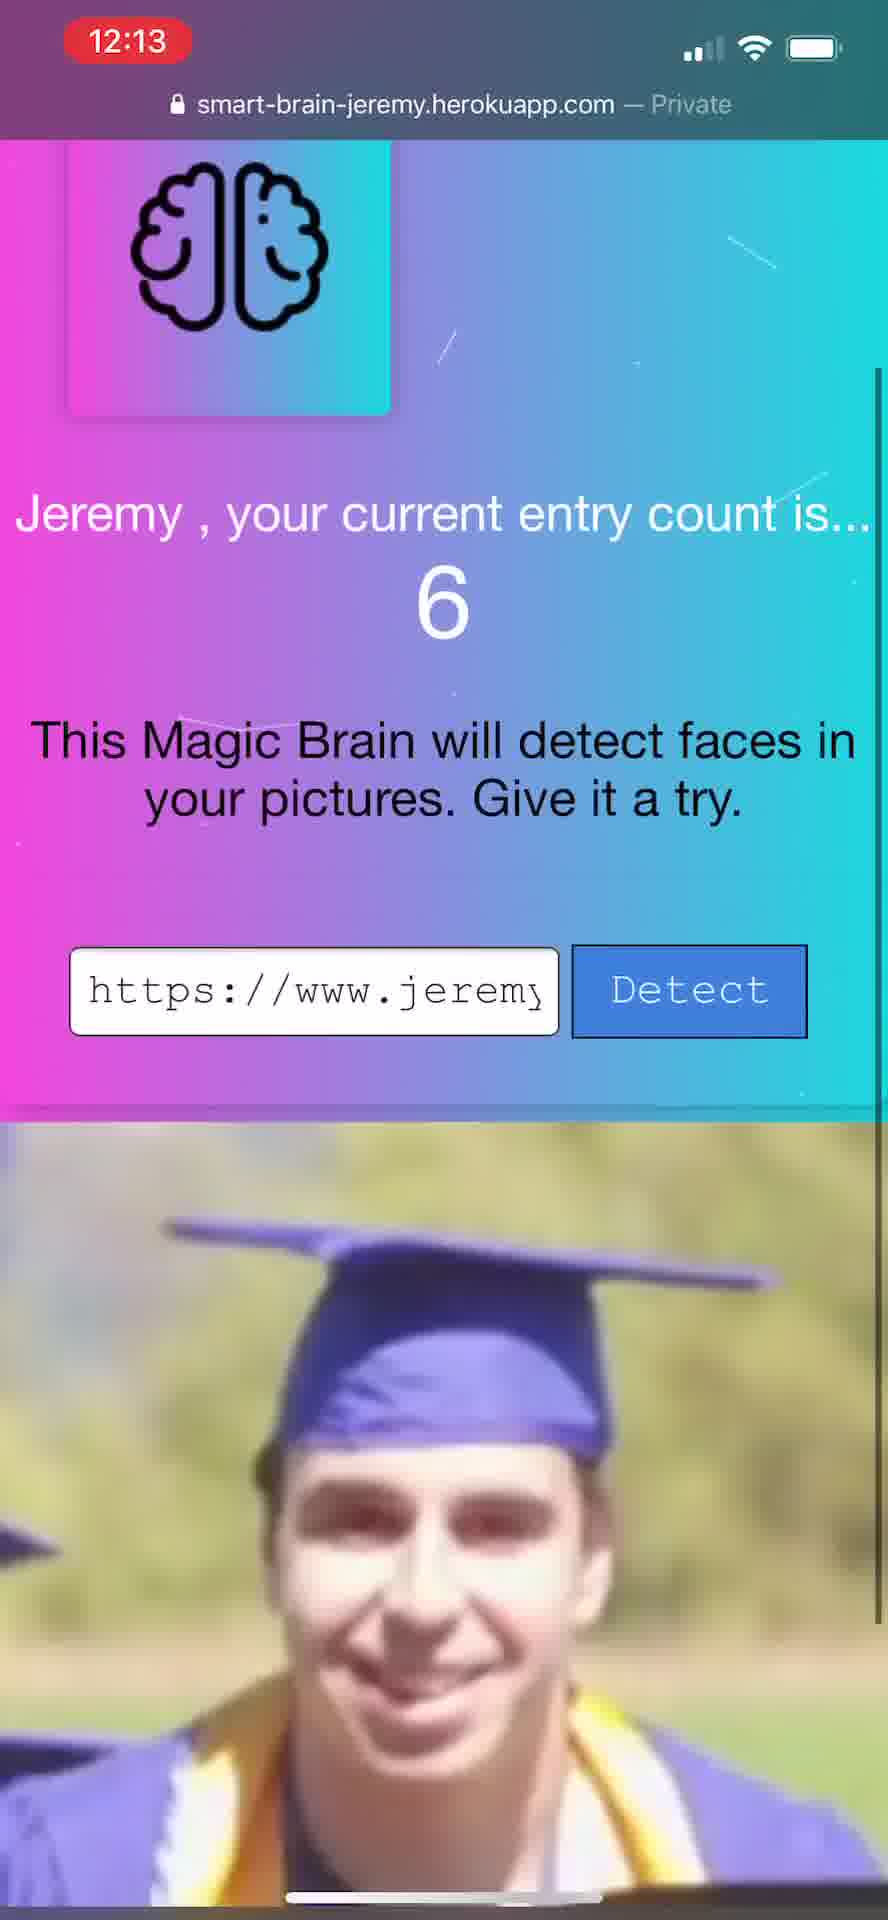 12:13
smart-brain-jeremy.herokuapp.com — Private
Jeremy , your current entry count is...
6
This Magic Brain will detect faces in
your pictures. Give it a try.
https://www.jeremy
Detect